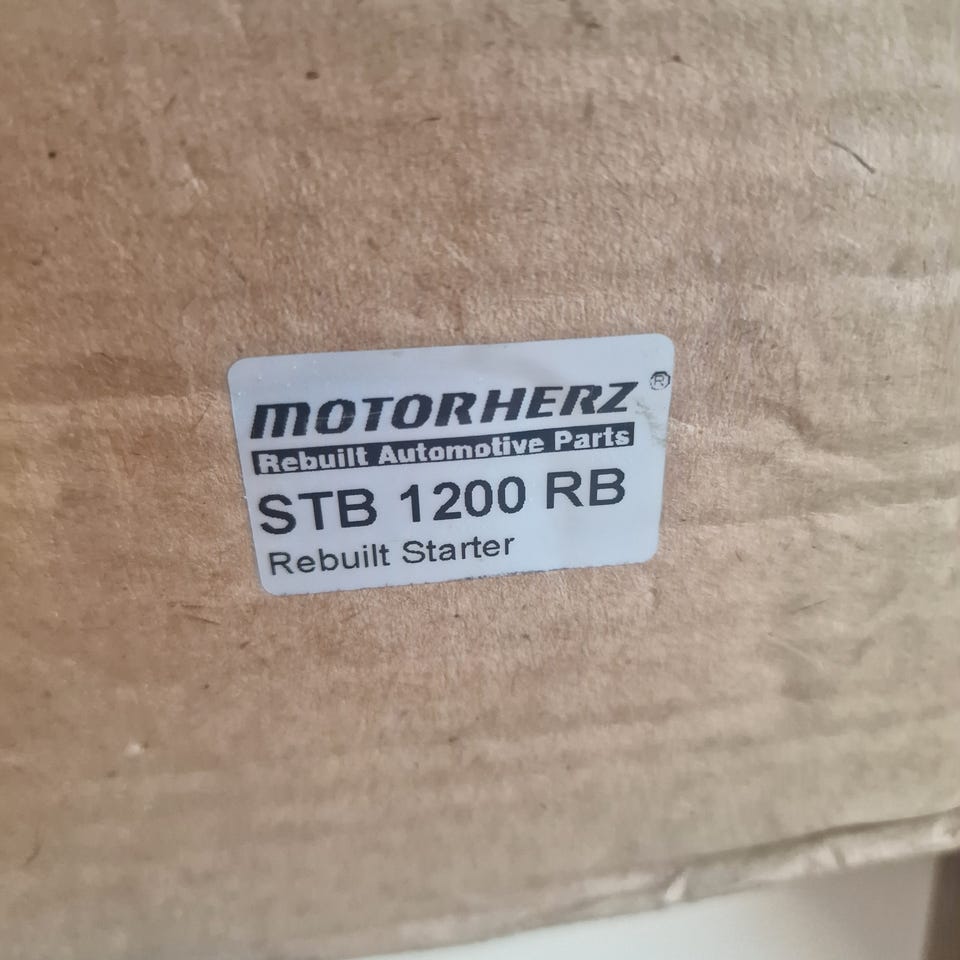 MOTORHERZ®
Rebuilt Automotive Parts
STB 1200 RB
Rebuilt Starter